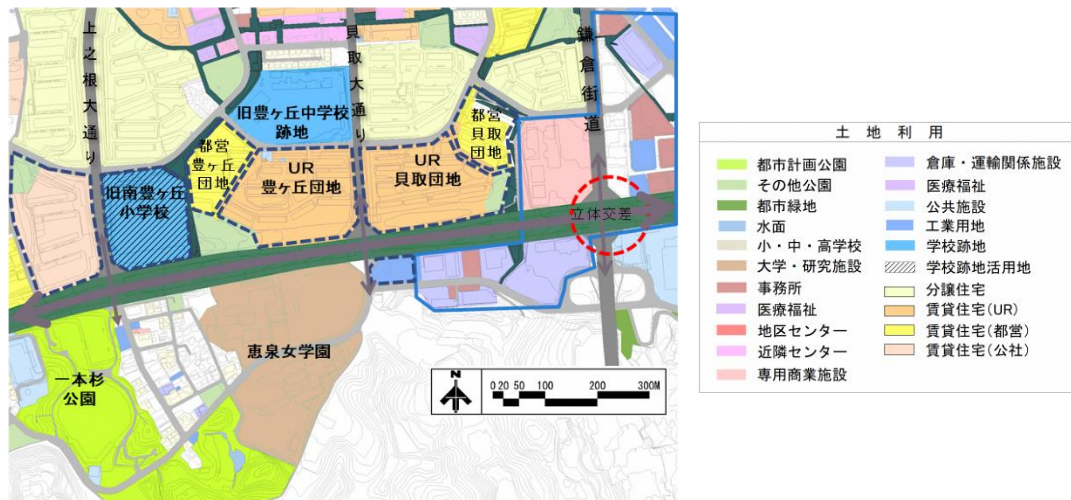 上之根大通り
貝取大通り
鎌倉街道
旧豊ヶ丘中学校
跡地
都営
豊ヶ丘
団地
UR
豊ヶ丘団地
UR
貝取団地
都営
貝取
団地
旧南豊ヶ丘
小学校
立体交差
恵泉女学園
一本杉
公園
N
0 20 50 100 200 300M
土地利用
都市計画公園
その他公園
都市緑地
水面
小・中・高学校
大学・研究施設
事務所
医療福祉
地区センター
近隣センター
専用商業施設
倉庫・運輸関係施設
医療福祉
公共施設
工業用地
学校跡地
学校跡地活用地
分譲住宅
賃貸住宅(UR)
賃貸住宅(都営)
賃貸住宅(公社)